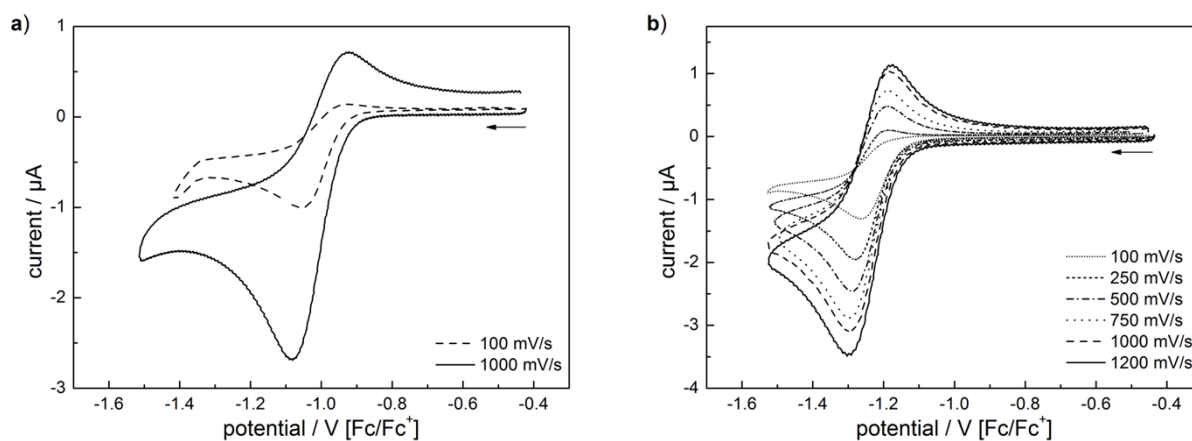 a)
1
0
-1
-2
-3
current / µA
-1.6
-1.4
-1.2
-1.0
-0.8
-0.6
-0.4
potential / V [Fc/Fc⁺]
100 mV/s
1000 mV/s
b)
1
0
-1
-2
-3
-4
current / µA
-1.6
-1.4
-1.2
-1.0
-0.8
-0.6
-0.4
potential / V [Fc/Fc⁺]
100 mV/s
250 mV/s
500 mV/s
750 mV/s
1000 mV/s
1200 mV/s